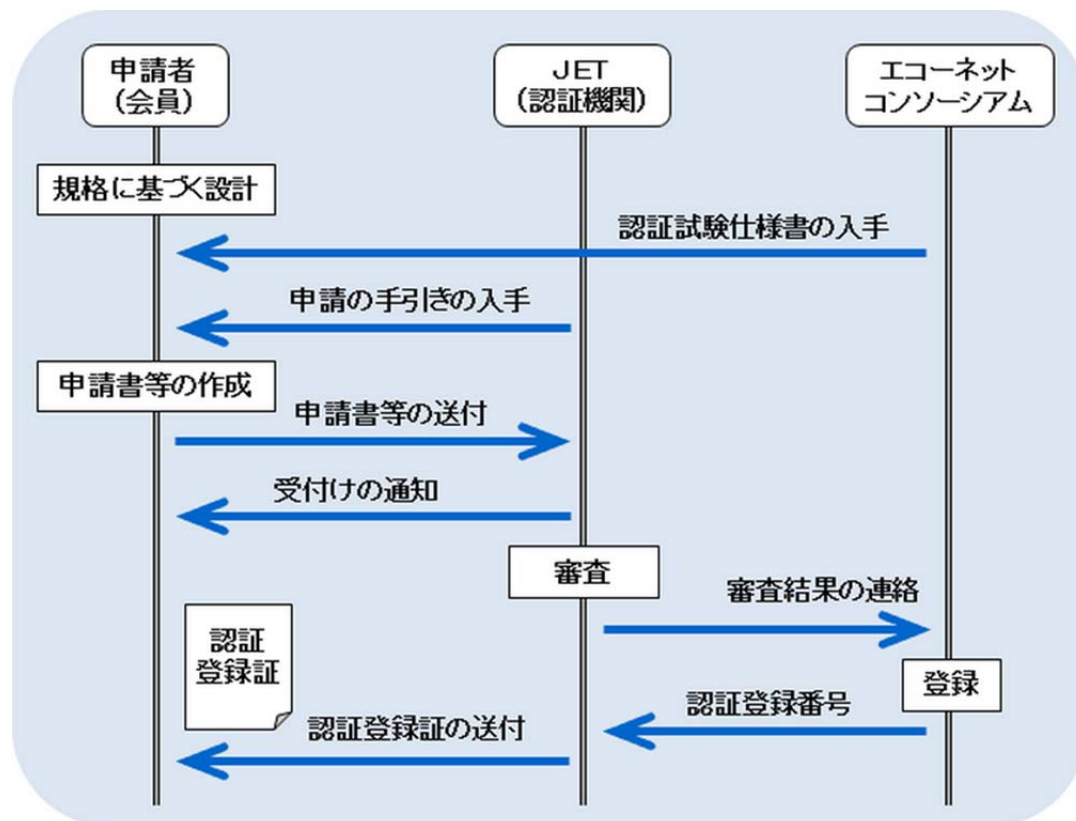 申請者
(会員)
JET
(認証機関)
エコーネット
コンソーシアム
規格に基づく設計
認証試験仕様書の入手
申請の手引きの入手
申請書等の作成
申請書等の送付
受付けの通知
審査
審査結果の連絡
認証
登録証
登録
認証登録番号
認証登録証の送付